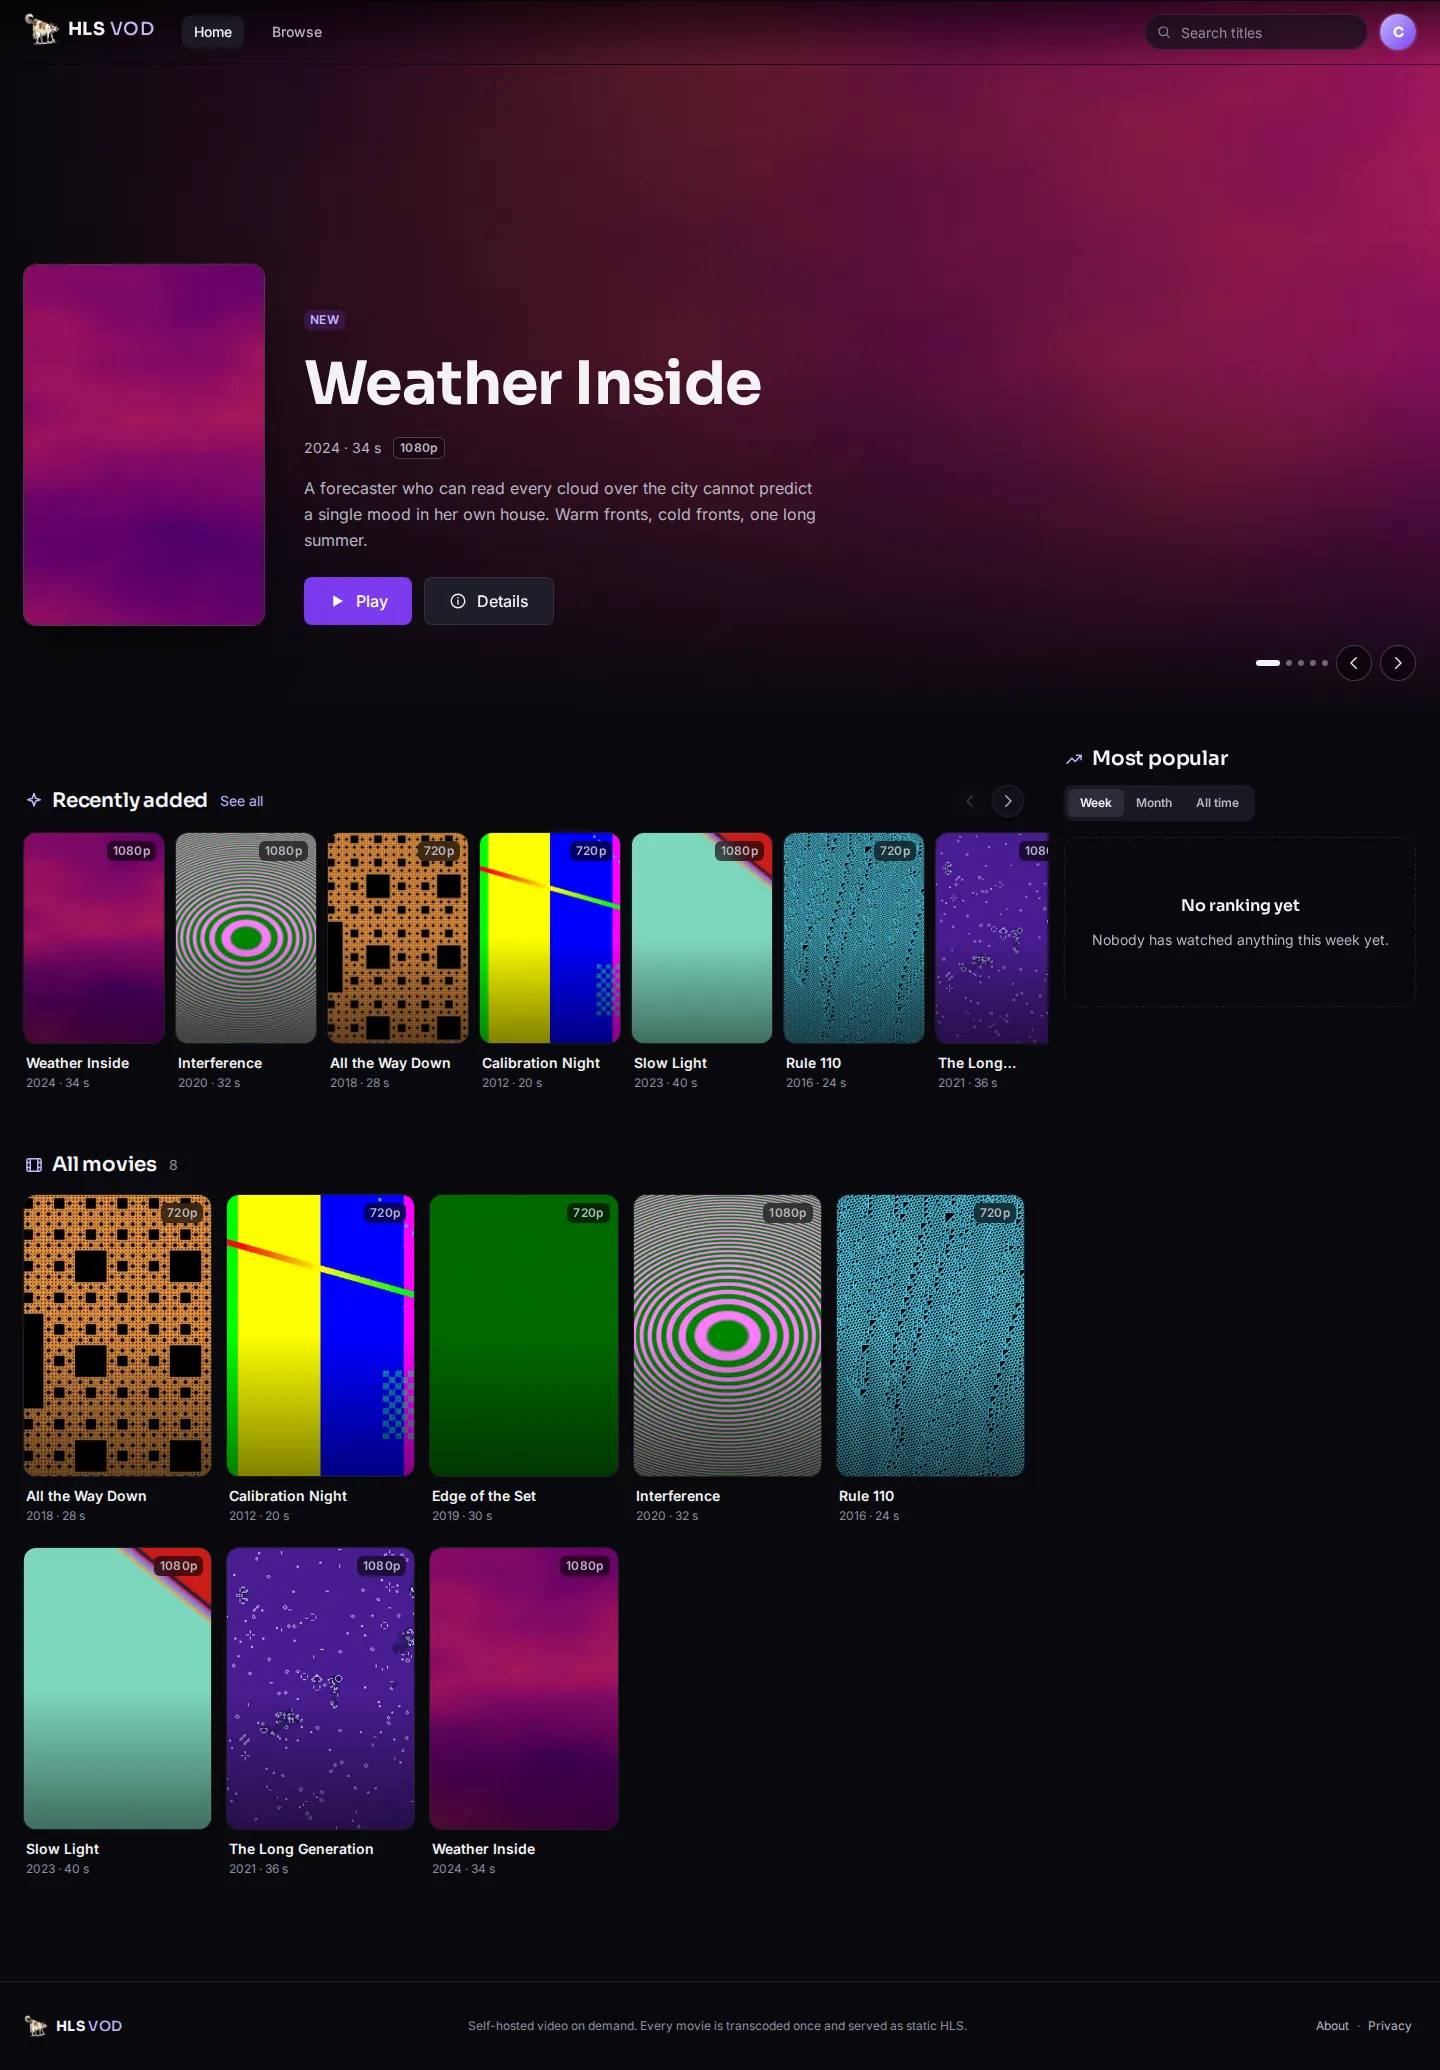 HLS VOD
Home
Browse
Search titles
C
NEW
Weather Inside
2024 · 34 s
1080p
A forecaster who can read every cloud over the city cannot predict
a single mood in her own house. Warm fronts, cold fronts, one long
summer.
Play
Details
Most popular
Week
Month
All time
No ranking yet
Nobody has watched anything this week yet.
Recently added
See all
1080p
1080p
720p
720p
1080p
720p
108
Weather Inside
2024 · 34 s
Interference
2020 · 32 s
All the Way Down
2018 · 28 s
Calibration Night
2012 · 20 s
Slow Light
2023 · 40 s
Rule 110
2016 · 24 s
The Long...
2021 · 36 s
All movies
8
720p
720p
720p
1080p
720p
All the Way Down
2018 · 28 s
Calibration Night
2012 · 20 s
Edge of the Set
2019 · 30 s
Interference
2020 · 32 s
Rule 110
2016 · 24 s
1080p
1080p
1080p
Slow Light
2023 · 40 s
The Long Generation
2021 · 36 s
Weather Inside
2024 · 34 s
HLS VOD
Self-hosted video on demand. Every movie is transcoded once and served as static HLS.
About · Privacy